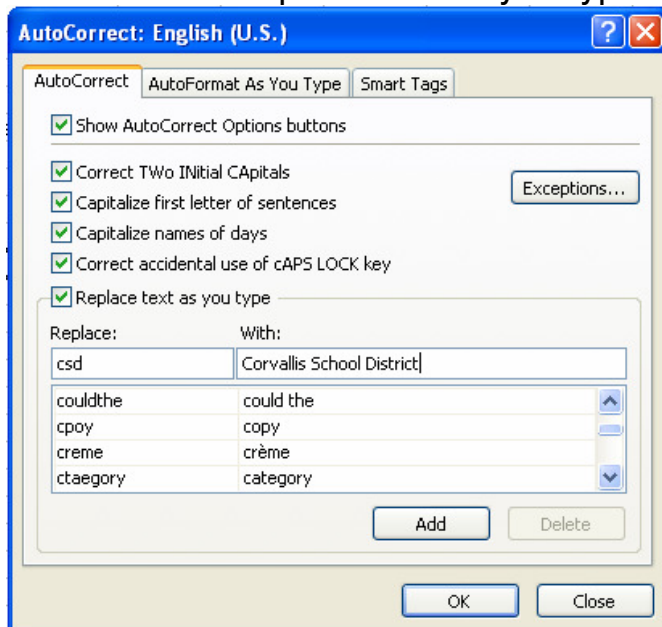 AutoCorrect: English (U.S.)
AutoCorrect AutoFormat As You Type Smart Tags
Show AutoCorrect Options buttons
Correct TWo INitial CApitals
Exceptions...
Capitalize first letter of sentences
Capitalize names of days
Correct accidental use of cAPS LOCK key
Replace text as you type
Replace: With:
csd Corvallis School District
couldthe could the
cpoy copy
creme crème
ctaegory category
Add Delete
OK Close